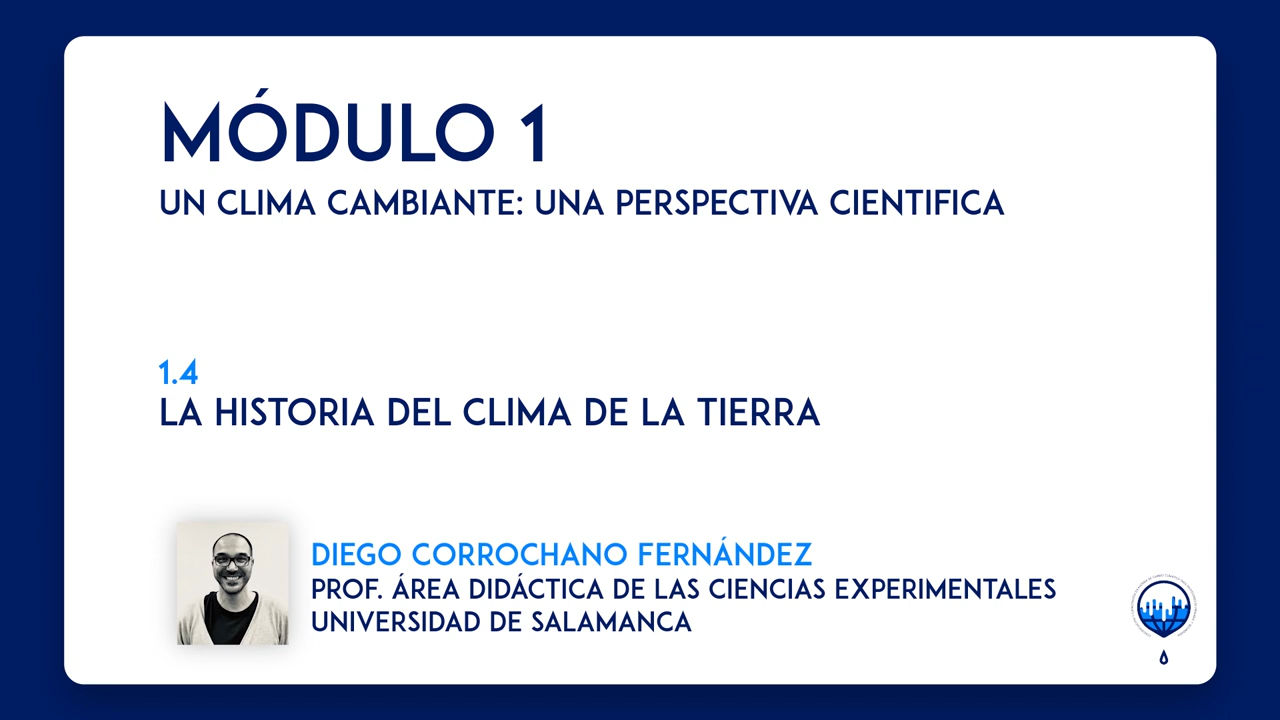 MÓDULO 1
UN CLIMA CAMBIANTE: UNA PERSPECTIVA CIENTIFICA
1.4
LA HISTORIA DEL CLIMA DE LA TIERRA
DIEGO CORROCHANO FERNÁNDEZ
PROF. ÁREA DIDÁCTICA DE LAS CIENCIAS EXPERIMENTALES
UNIVERSIDAD DE SALAMANCA